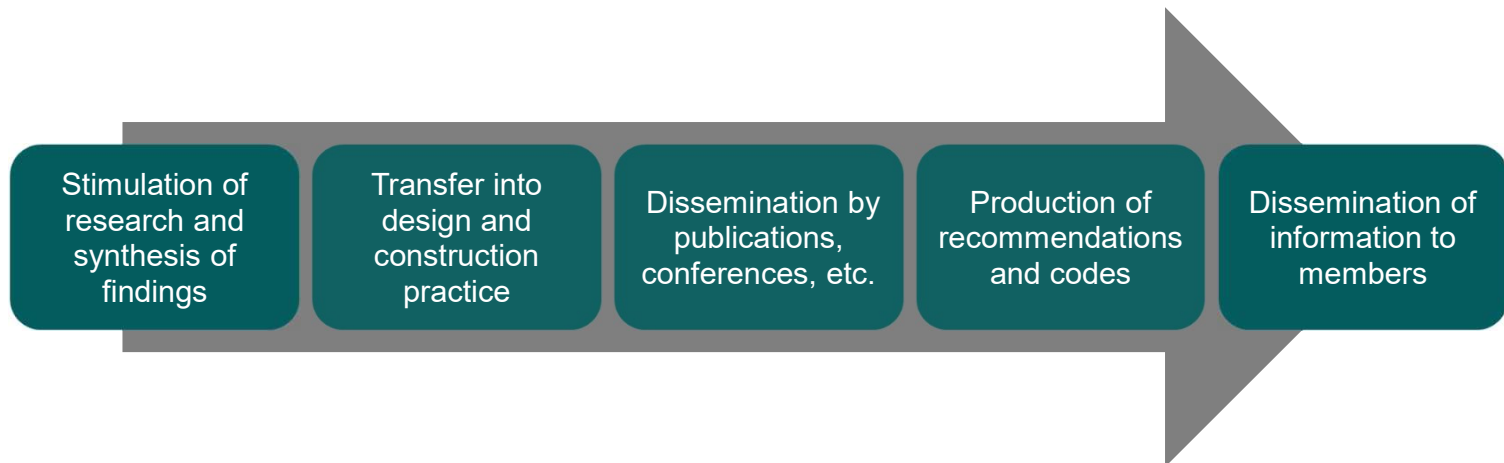 Stimulation of
research and
synthesis of
findings
Transfer into
design and
construction
practice
Dissemination by
publications,
conferences, etc.
Production of
recommendations
and codes
Dissemination of
information to
members